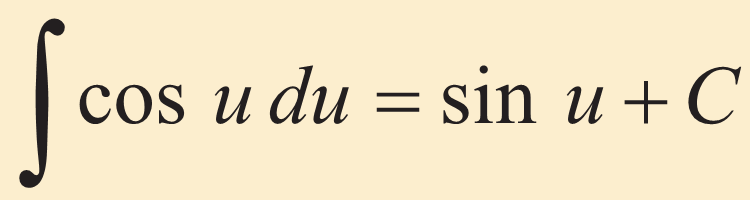 ∫ cos u du = sin u + C